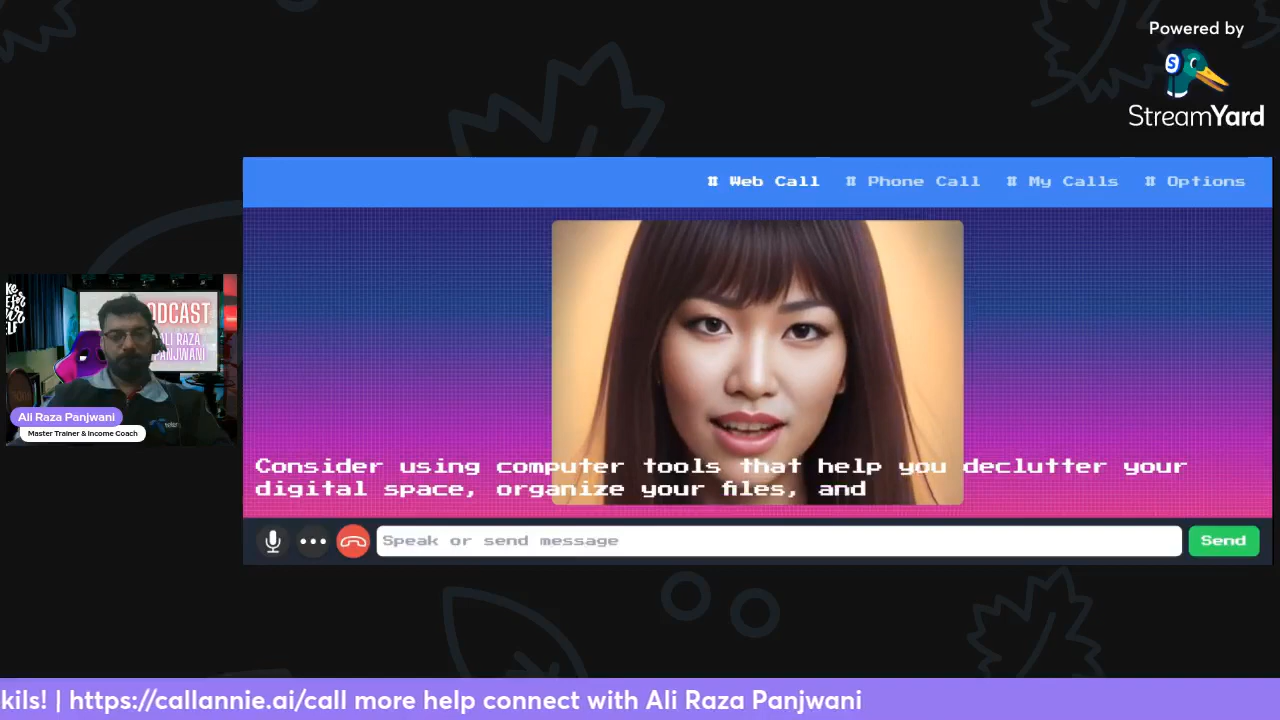 Powered by
StreamYard
# Web Call
# Phone Call
# My Calls
# Options
PODCAST
ALI RAZA
PANJWANI
Ali Raza Panjwani
Master Trainer & Income Coach
Consider using computer tools that help you declutter your
digital space, organize your files, and
Speak or send message
Send
kils! | https://callannie.ai/call more help connect with Ali Raza Panjwani